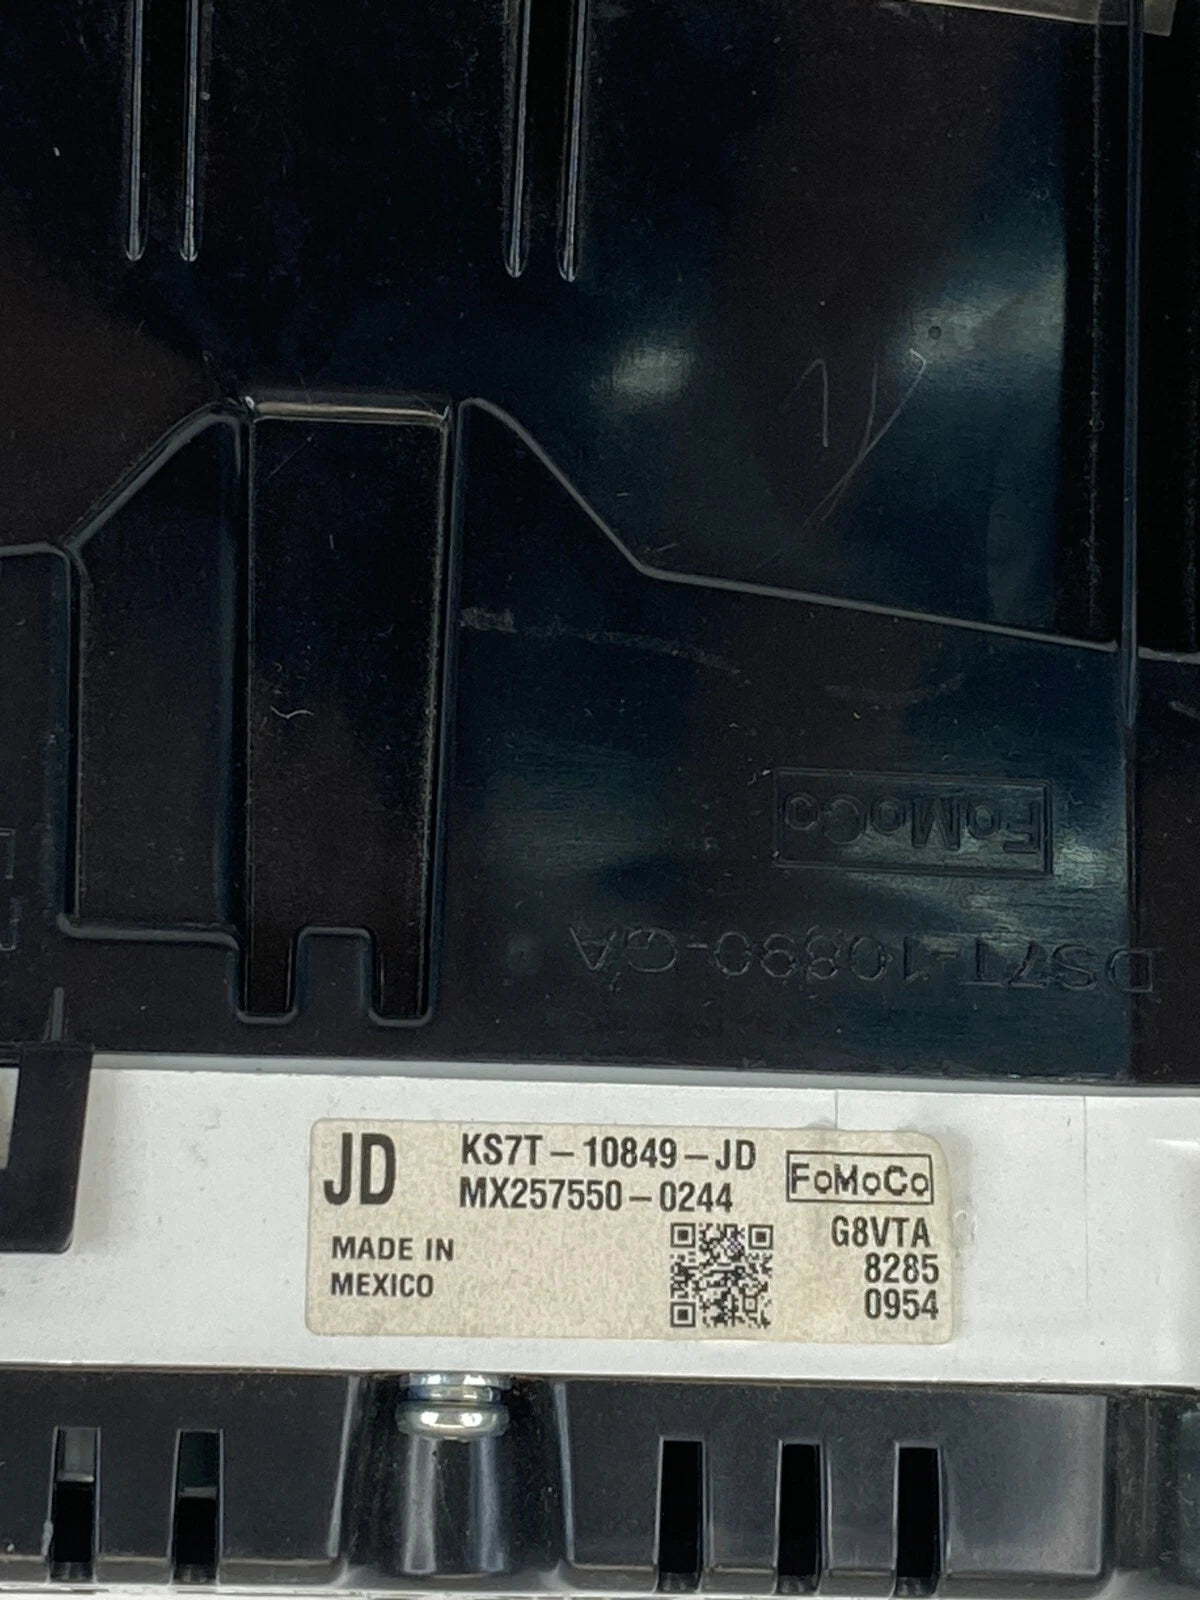 FoMoCo
DS7T-10890-GA
JD
KS7T-10849-JD
MX257550-0244
FoMoCo
MADE IN
MEXICO
G8VTA
8285
0954